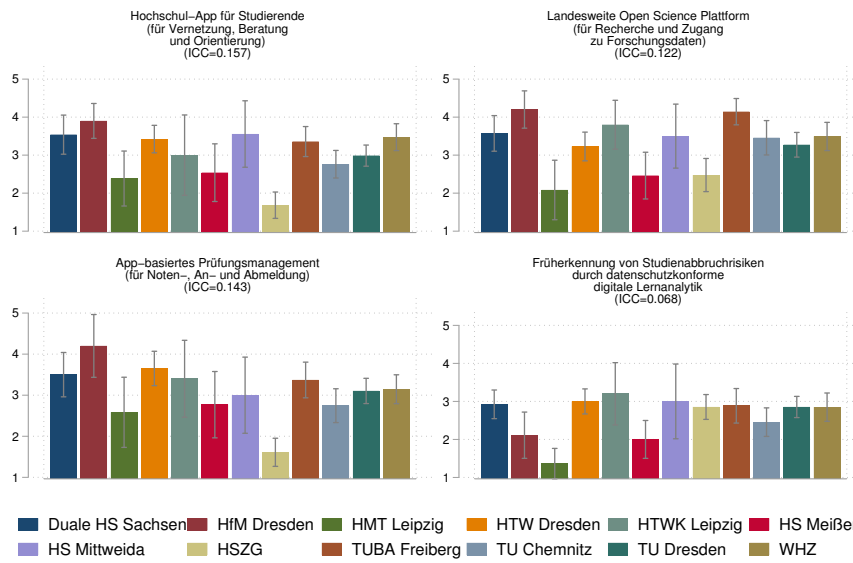 Hochschul−App für Studierende
(für Vernetzung, Beratung
und Orientierung)
(ICC=0.157)
5
4
3
2
1
Landesweite Open Science Plattform
(für Recherche und Zugang
zu Forschungsdaten)
(ICC=0.122)
5
4
3
2
1
App−basiertes Prüfungsmanagement
(für Noten−, An− und Abmeldung)
(ICC=0.143)
5
4
3
2
1
Früherkennung von Studienabbruchrisiken
durch datenschutzkonforme
digitale Lernanalytik
(ICC=0.068)
5
4
3
2
1
Duale HS Sachsen HfM Dresden HMT Leipzig HTW Dresden HTWK Leipzig HS Meiße
HS Mittweida HSZG TUBA Freiberg TU Chemnitz TU Dresden WHZ